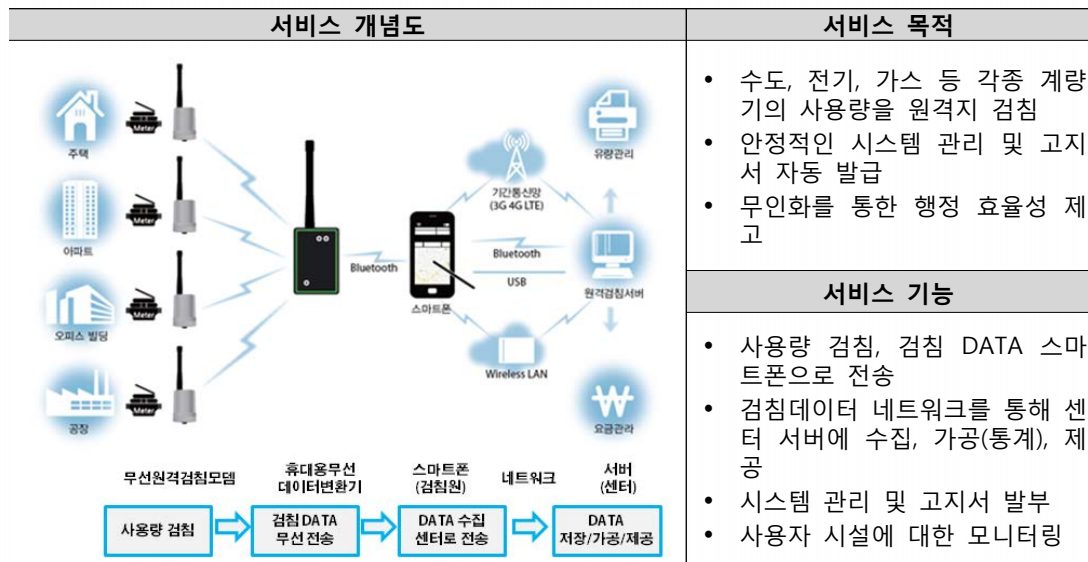 서비스 개념도
주택
Meter
아파트
Meter
오피스 빌딩
Meter
공장
Meter
Bluetooth
스마트폰
기간통신망
(3G 4G LTE)
Bluetooth
USB
Wireless LAN
유량관리
원격검침서버
요금관라
무선원격검침모뎀
휴대용무선
데이터변환기
스마트폰
(검침원)
네트워크
서버
(센터)
사용량 검침
검침 DATA
무선 전송
DATA 수집
센터로 전송
DATA
저장/가공/제공
서비스 목적
• 수도, 전기, 가스 등 각종 계량
기의 사용량을 원격지 검침
• 안정적인 시스템 관리 및 고지
서 자동 발급
• 무인화를 통한 행정 효율성 제
고
서비스 기능
• 사용량 검침, 검침 DATA 스마
트폰으로 전송
• 검침데이터 네트워크를 통해 센
터 서버에 수집, 가공(통계), 제
공
• 시스템 관리 및 고지서 발부
• 사용자 시설에 대한 모니터링